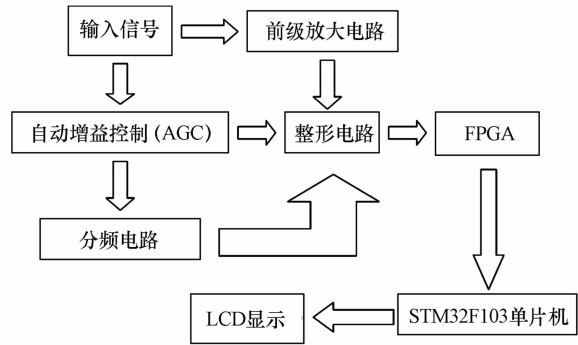 输入信号
前级放大电路
自动增益控制(AGC)
整形电路
FPGA
分频电路
LCD显示
STM32F103单片机